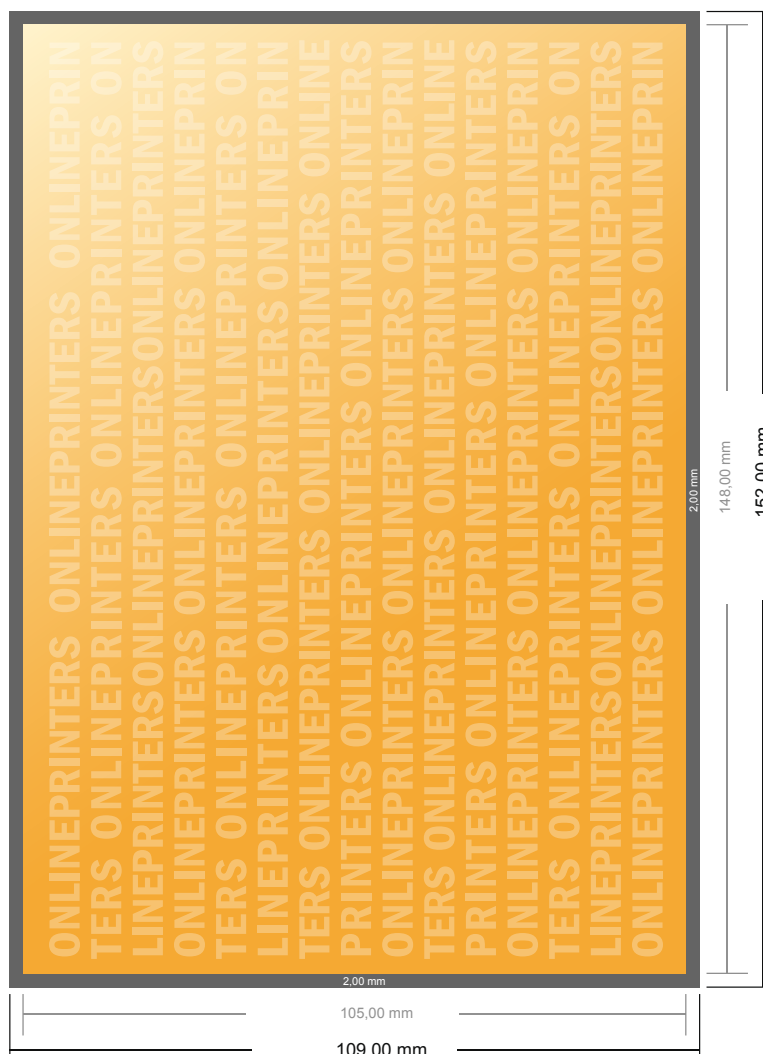 ONLINEPRINTERS ONLINEPRINTERS ONLINEPRIN
TERS ONLINEPRINTERS ONLINEPRINTERS ON
LINEPRINTERSONLINEPRINTERSONLINEPRINTERS
ONLINEPRINTERS ONLINEPRINTERS ONLINEPRIN
TERS ONLINEPRINTERS ONLINEPRINTERS ON
LINEPRINTERSONLINEPRINTERSONLINEPRIN
TERS ONLINEPRINTERS ONLINEPRINTERS ONLINE
PRINTERS ONLINEPRINTERS ONLINEPRINTERS
ONLINEPRINTERS ONLINEPRINTERS ONLINEPRIN
TERS ONLINEPRINTERS ONLINEPRINTERS ONLINE
PRINTERS ONLINEPRINTERS ONLINEPRINTERS
ONLINEPRINTERS ONLINEPRINTERS ONLINEPRIN
TERS ONLINEPRINTERS ONLINEPRINTERS ON
LINEPRINTERSONLINEPRINTERSONLINEPRINTERS
ONLINEPRINTERS ONLINEPRINTERS ONLINEPRIN
2,00 mm
148,00 mm
152,00 mm
2,00 mm
105,00 mm
109,00 mm